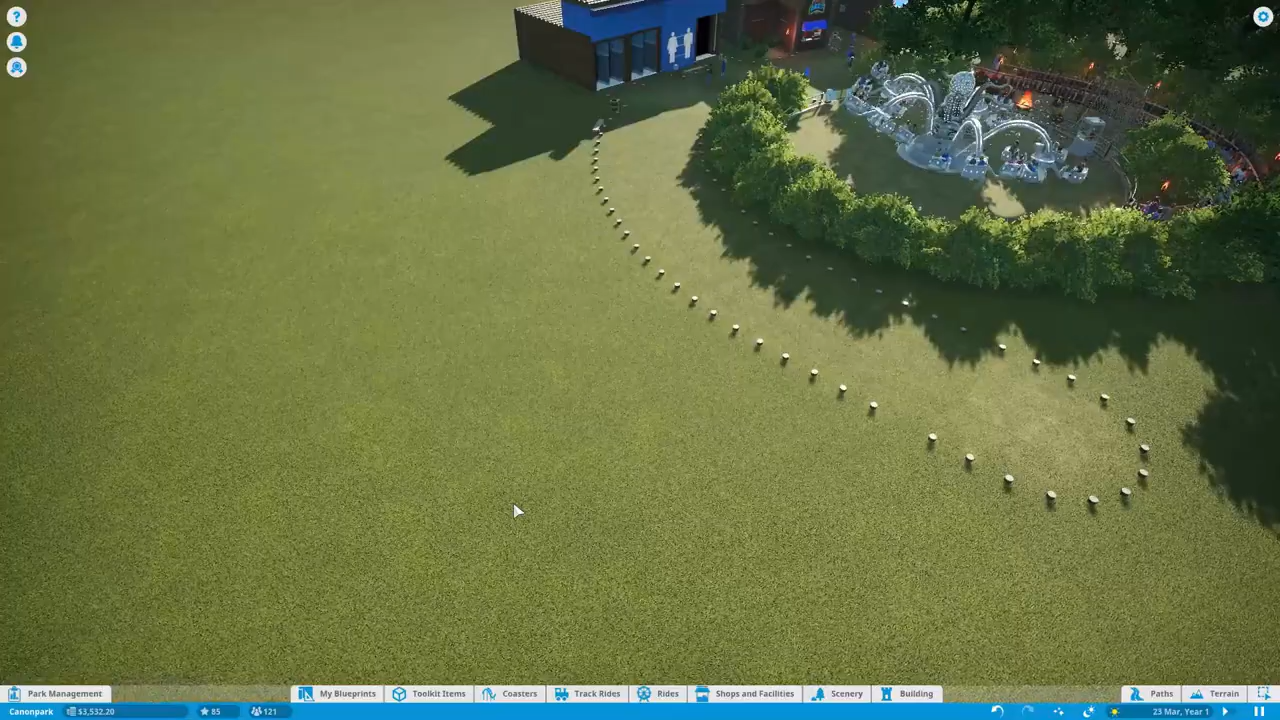 ?
Park Management
My Blueprints
Toolkit Items
Coasters
Track Rides
Rides
Shops and Facilities
Scenery
Building
Paths
Terrain
Canonpark
$3,532.20
85
121
23 Mar, Year 1